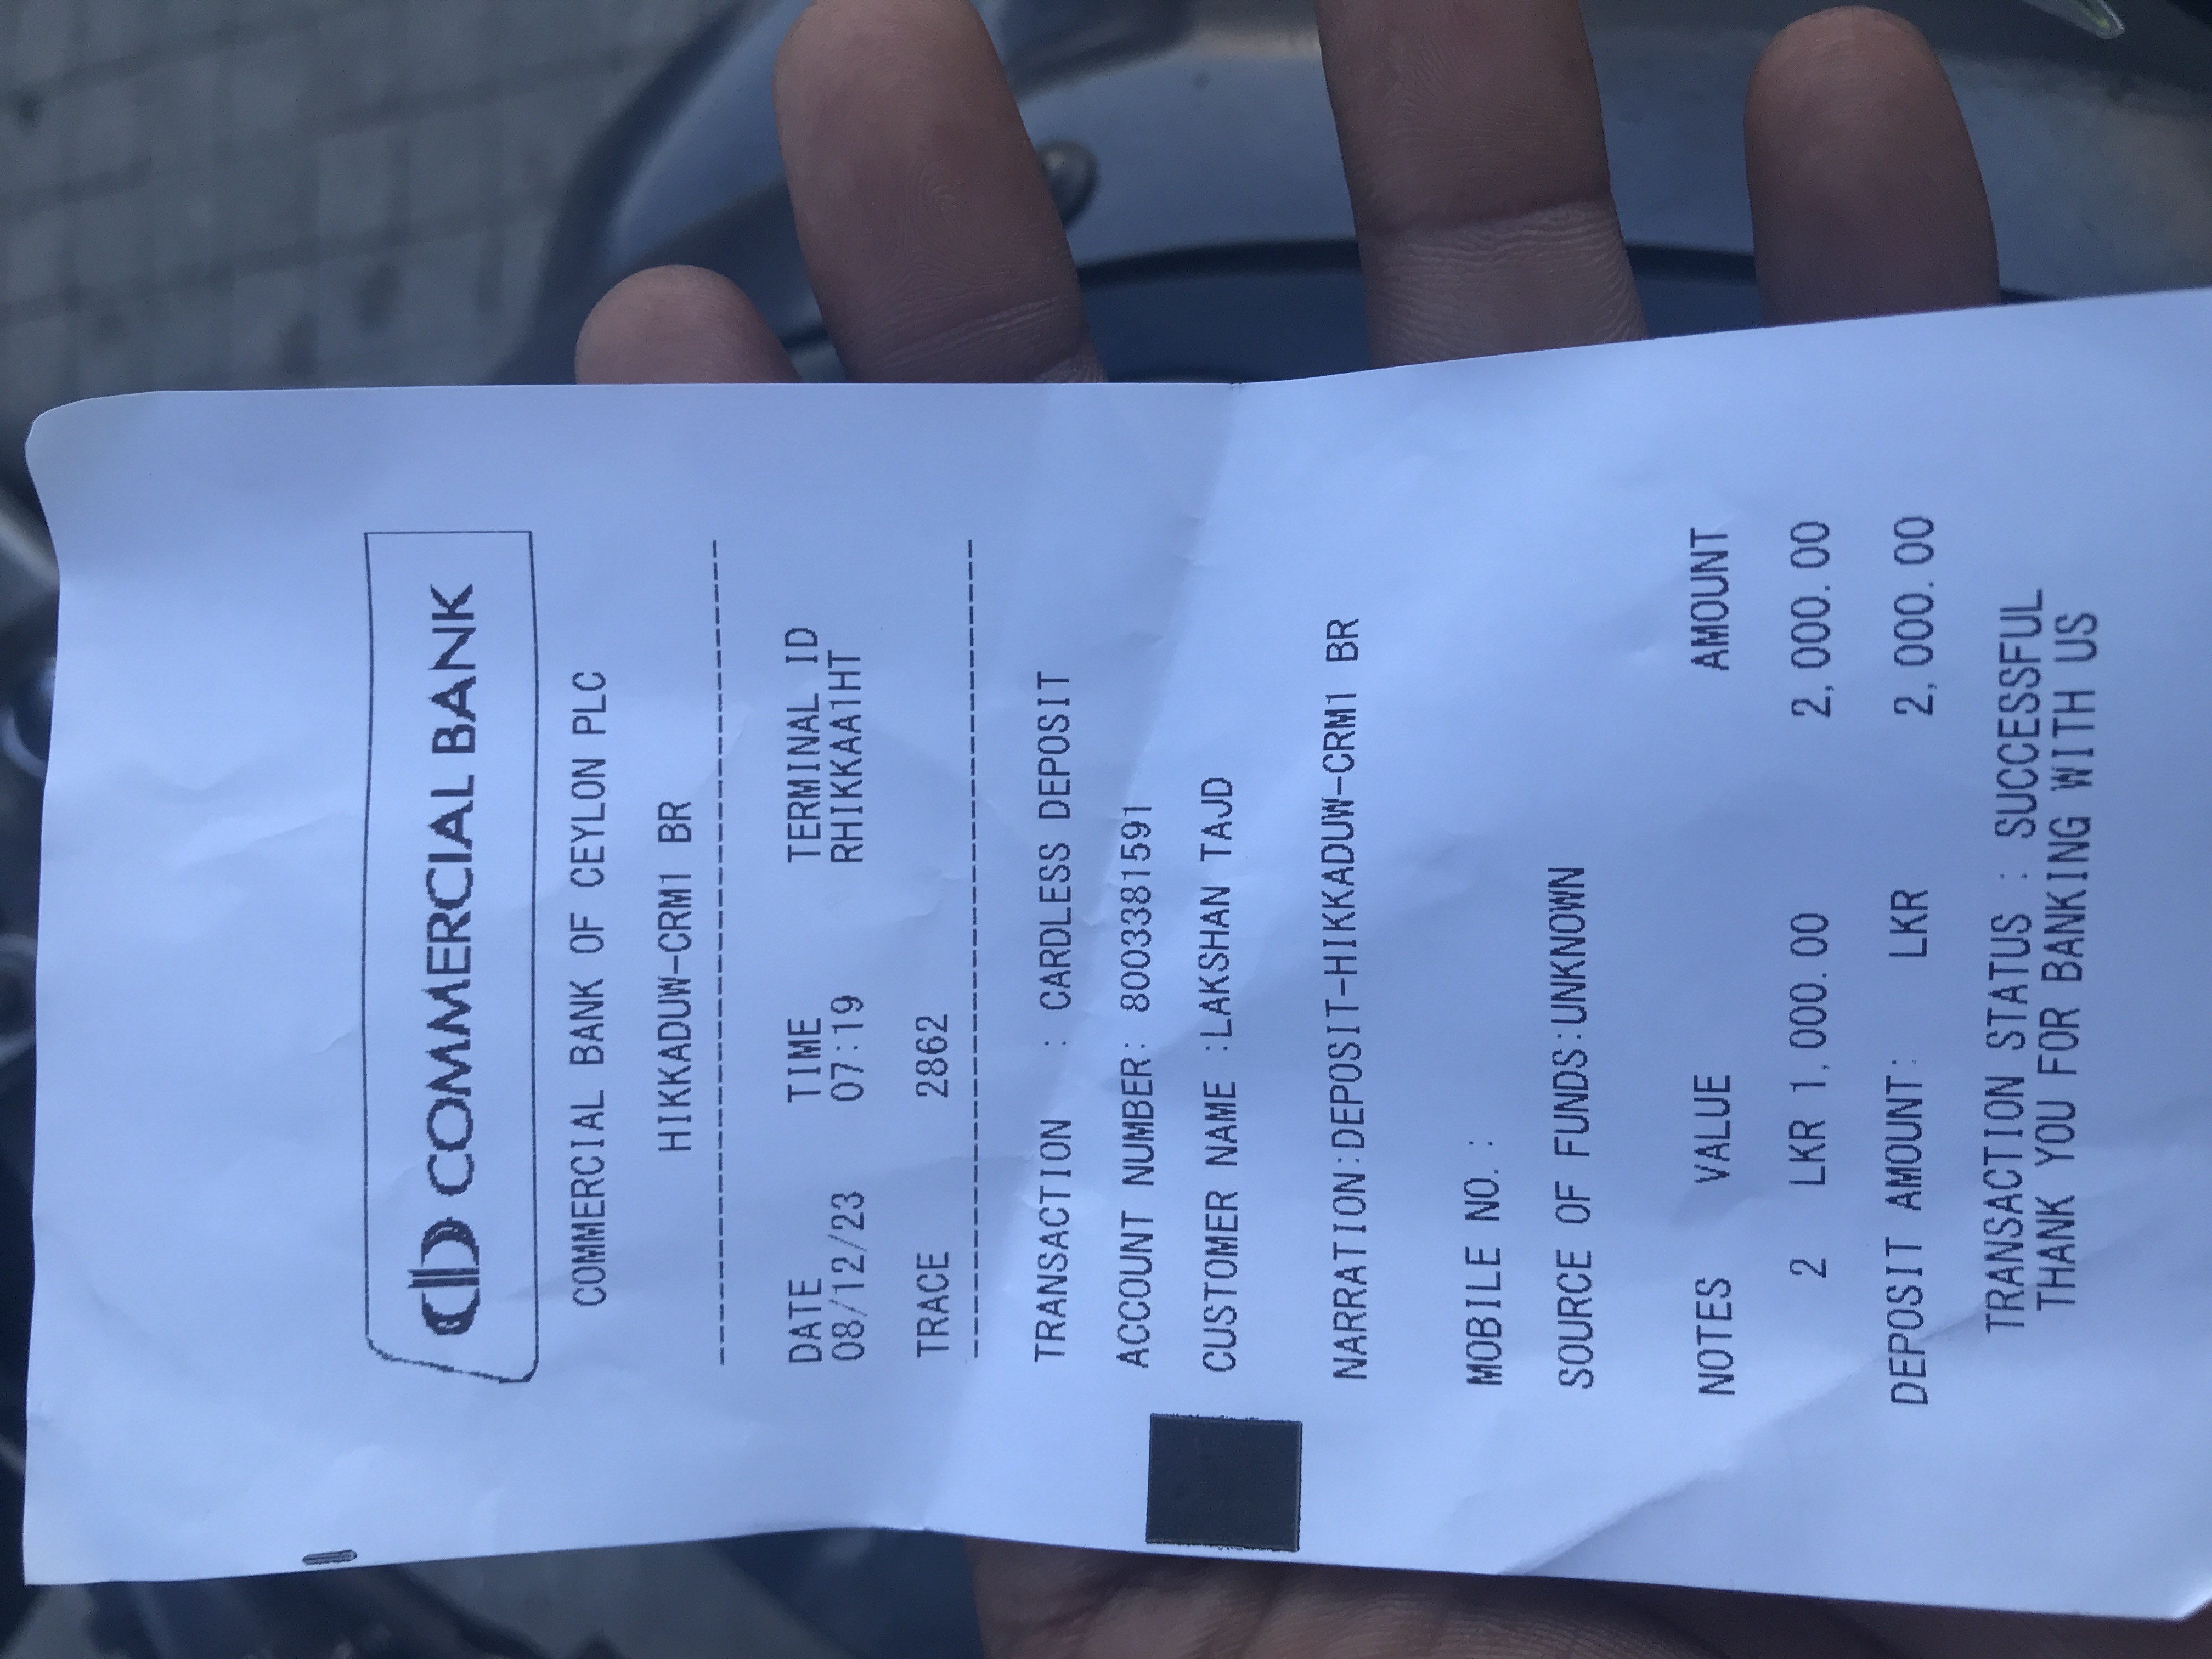 COMMERCIAL BANK
COMMERCIAL BANK OF CEYLON PLC
HIKKADUW-CRM1 BR
DATE TIME TERMINAL ID
08/12/23 07:19 RHIKKAA1HT
TRACE 2862
TRANSACTION : CARDLESS DEPOSIT
ACCOUNT NUMBER: 8003381591
CUSTOMER NAME :LAKSHAN TAJD
NARRATION:DEPOSIT-HIKKADUW-CRM1 BR
MOBILE NO. :
SOURCE OF FUNDS:UNKNOWN
NOTES VALUE AMOUNT
2 LKR 1,000.00 2,000.00
DEPOSIT AMOUNT: LKR 2,000.00
TRANSACTION STATUS : SUCCESSFUL
THANK YOU FOR BANKING WITH US